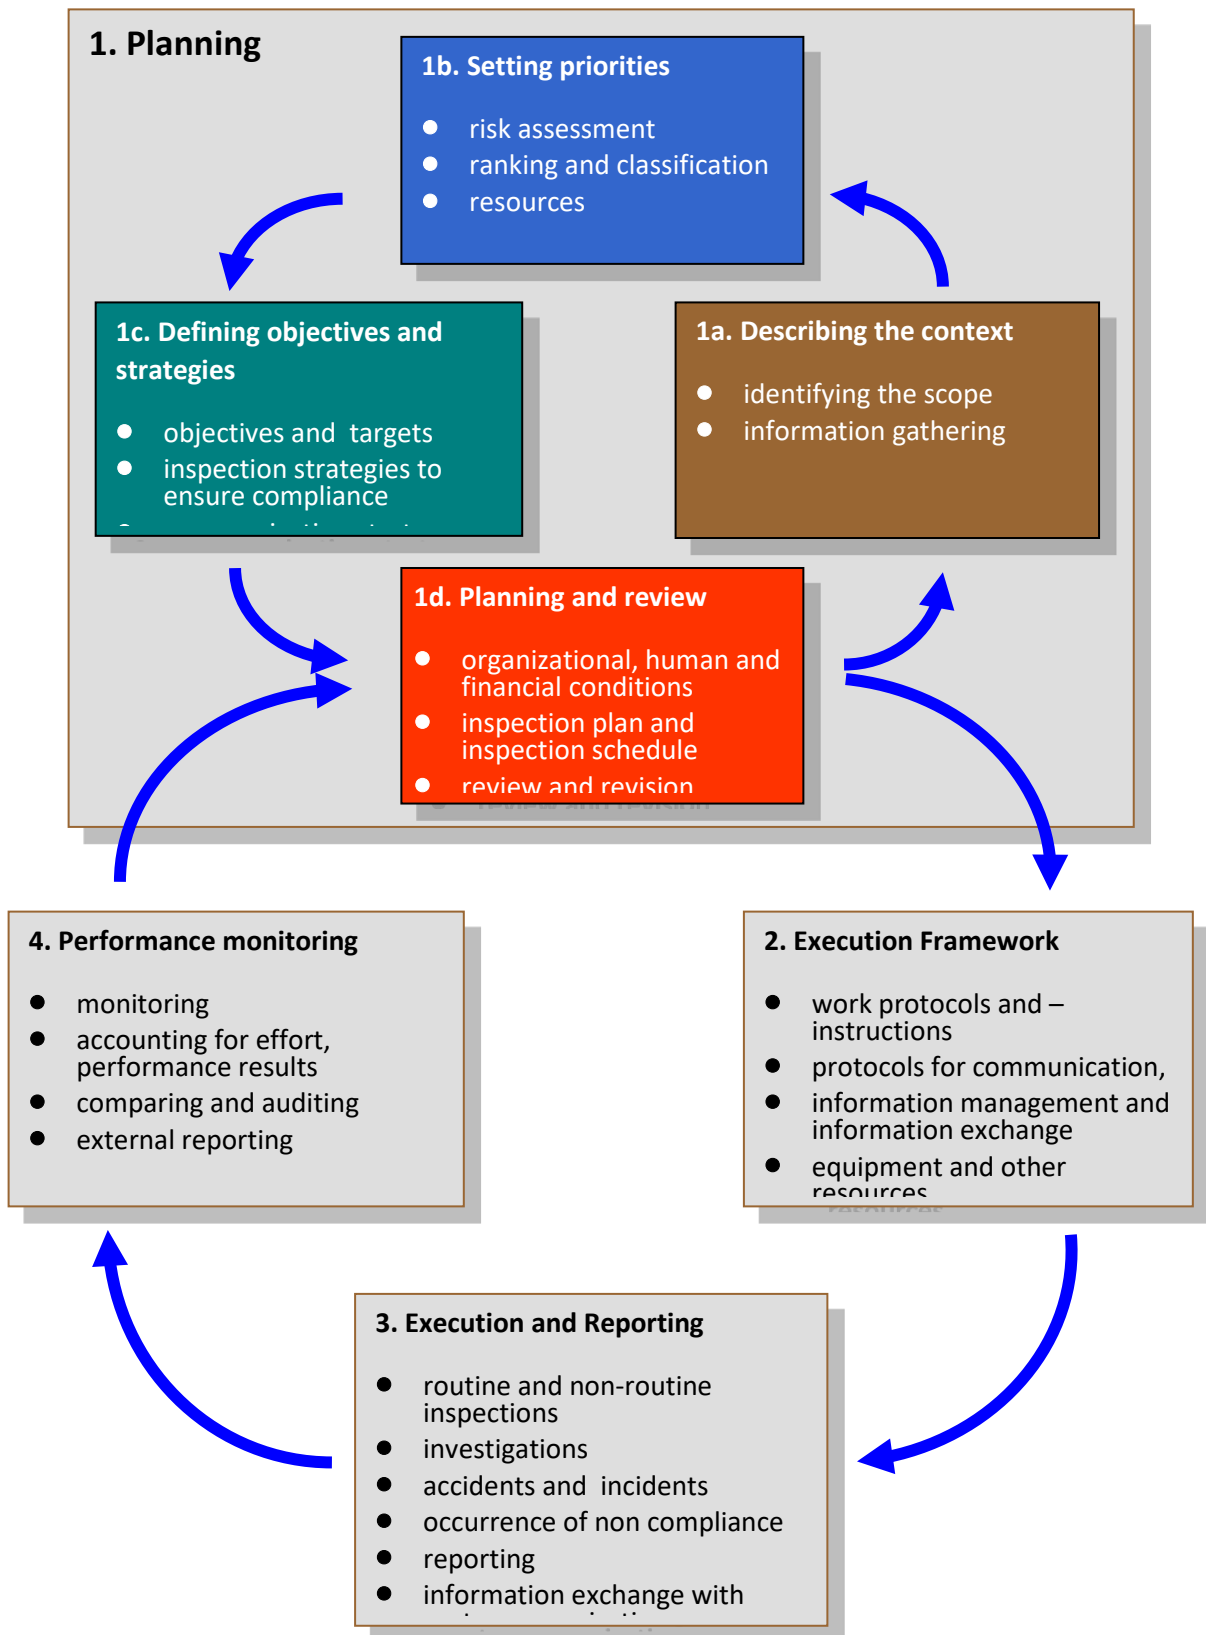 1. Planning
1b. Setting priorities
● risk assessment
● ranking and classification
● resources
1c. Defining objectives and
strategies
● objectives and  targets
● inspection strategies to
ensure compliance
1a. Describing the context
● identifying the scope
● information gathering
1d. Planning and review
● organizational, human and
financial conditions
● inspection plan and
inspection schedule
● review and revision
4. Performance monitoring
● monitoring
● accounting for effort,
performance results
● comparing and auditing
● external reporting
2. Execution Framework
● work protocols and –
instructions
● protocols for communication,
● information management and
information exchange
● equipment and other
resources
3. Execution and Reporting
● routine and non-routine
inspections
● investigations
● accidents and  incidents
● occurrence of non compliance
● reporting
● information exchange with